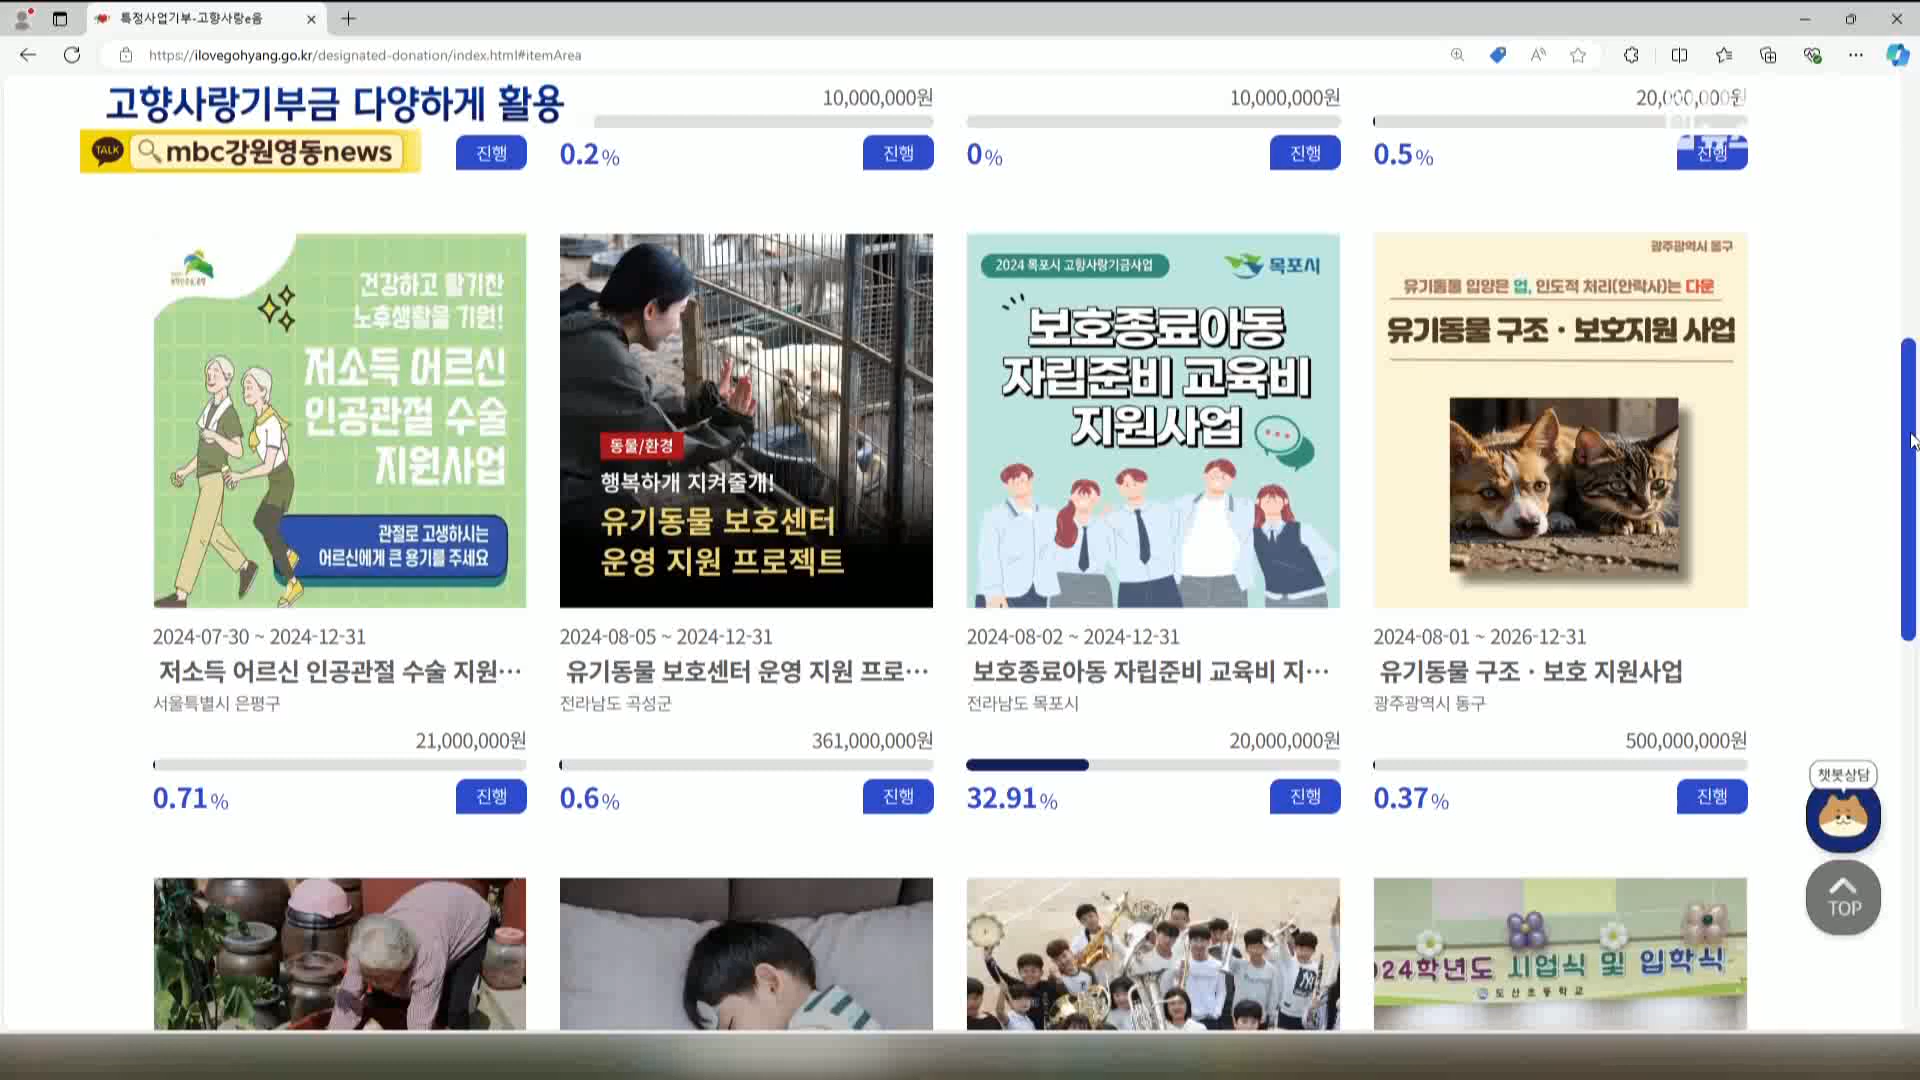 특정사업기부-고향사랑e음
https://ilovegohyang.go.kr/designated-donation/index.html#itemArea
고향사랑기부금 다양하게 활용
TALK mbc강원영동news
10,000,000원
10,000,000원
20,000,000원
진행
0.2%
진행
0%
진행
0.5%
진행
건강하고 활기찬
노후생활을 기원!
저소득 어르신
인공관절 수술
지원사업
관절로 고생하시는
어르신에게 큰 용기를 주세요
2024-07-30 ~ 2024-12-31
저소득 어르신 인공관절 수술 지원…
서울특별시 은평구
21,000,000원
0.71%
진행
동물/환경
행복하개 지켜줄개!
유기동물 보호센터
운영 지원 프로젝트
2024-08-05 ~ 2024-12-31
유기동물 보호센터 운영 지원 프로…
전라남도 곡성군
361,000,000원
0.6%
진행
2024 목포시 고향사랑기금사업
목포시
보호종료아동
자립준비 교육비
지원사업
2024-08-02 ~ 2024-12-31
보호종료아동 자립준비 교육비 지…
전라남도 목포시
20,000,000원
32.91%
진행
광주광역시 동구
유기동물 입양은 업, 인도적 처리(안락사)는 다운
유기동물 구조 · 보호지원 사업
2024-08-01 ~ 2026-12-31
유기동물 구조 · 보호 지원사업
광주광역시 동구
500,000,000원
0.37%
진행
챗봇상담
TOP
024학년도 시업식 및 입학식
도산초등학교